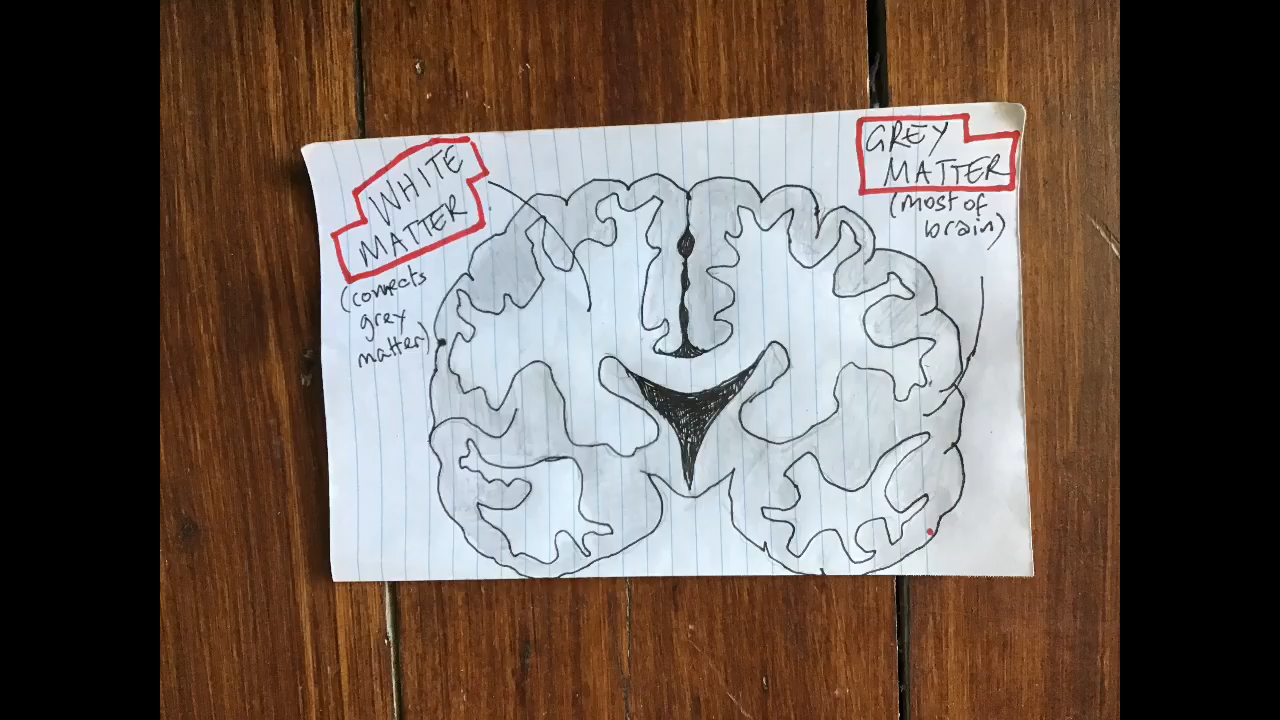 WHITE
MATTER
(connects
grey
matter)
GREY
MATTER
(most of
brain)